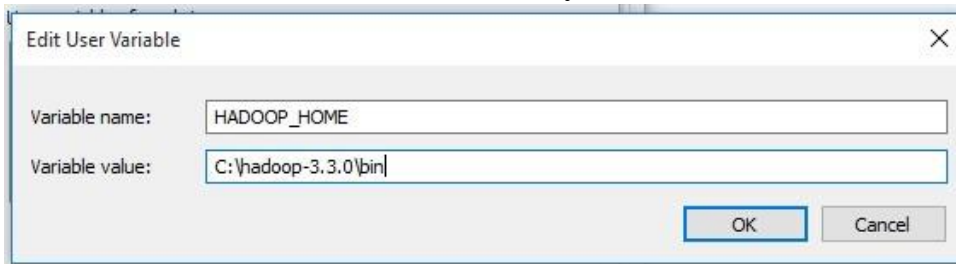 Edit User Variable
Variable name: HADOOP_HOME
Variable value: C:\hadoop-3.3.0\bin
OK Cancel